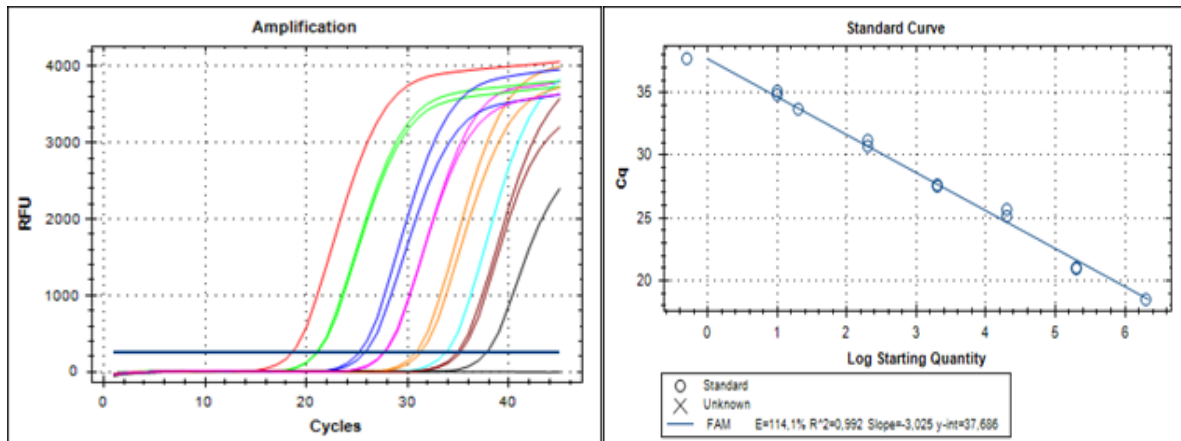 Amplification
4000
3000
2000
1000
0
RFU
0 10 20 30 40
Cycles
Standard Curve
35
30
25
20
Cq
0 1 2 3 4 5 6
Log Starting Quantity
Standard
Unknown
FAM E=114,1% R^2=0,992 Slope=-3,025 y-int=37,686